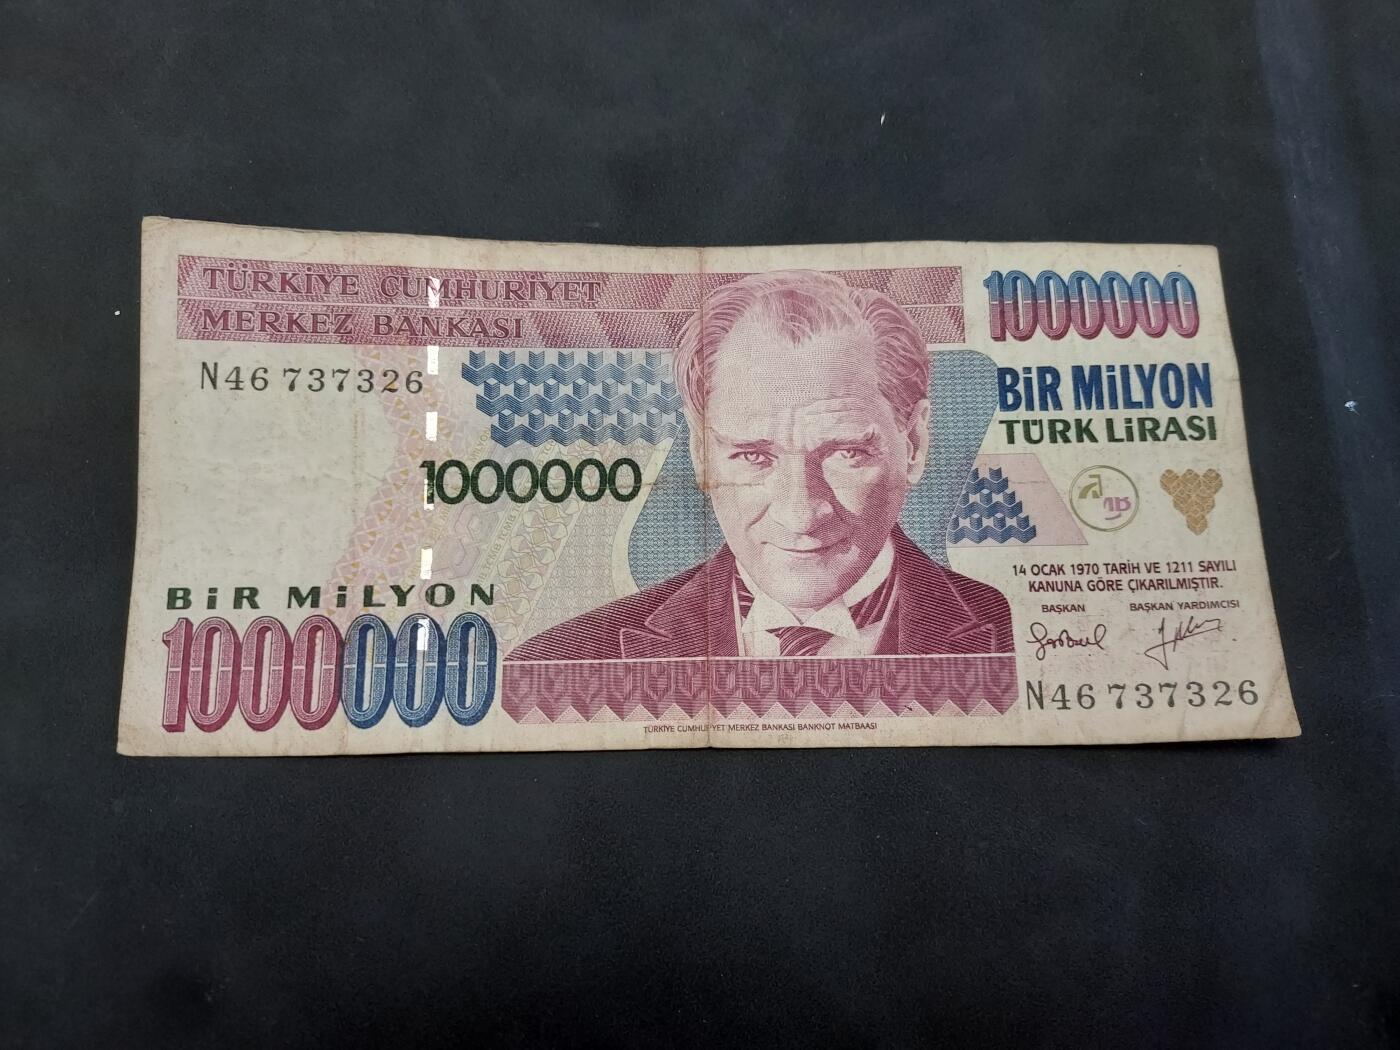 TÜRKİYE CUMHURİYET
MERKEZ BANKASI
N46 737326
1000000
BİR MİLYON
1000000
1000000
BİR MİLYON
TÜRK LİRASI
14 OCAK 1970 TARİH VE 1211 SAYILI
KANUNA GÖRE ÇIKARILMIŞTIR.
BAŞKAN BAŞKAN YARDIMCISI
N46 737326
TÜRKİYE CUMHURİYET MERKEZ BANKASI BANKNOT MATBAASI